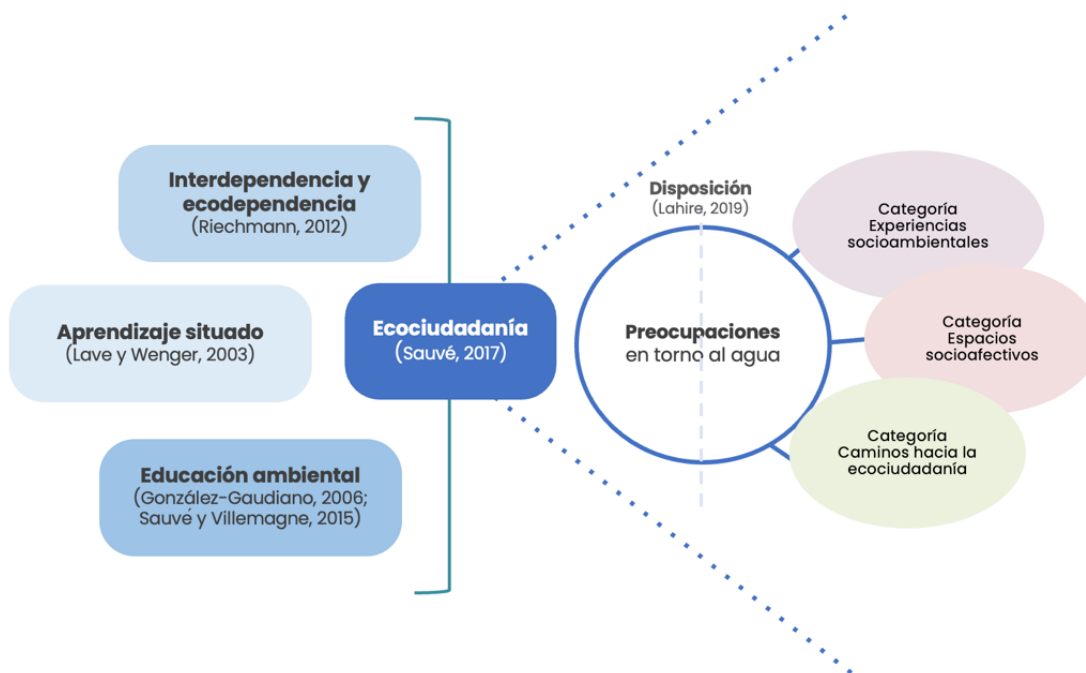 Interdependencia y
ecodependencia
(Riechmann, 2012)
Aprendizaje situado
(Lave y Wenger, 2003)
Educación ambiental
(González-Gaudiano, 2006;
Sauvé y Villemagne, 2015)
Ecociudadanía
(Sauvé, 2017)
Disposición
(Lahire, 2019)
Preocupaciones
en torno al agua
Categoría
Experiencias
socioambientales
Categoría
Espacios
socioafectivos
Categoría
Caminos hacia la
ecociudadanía